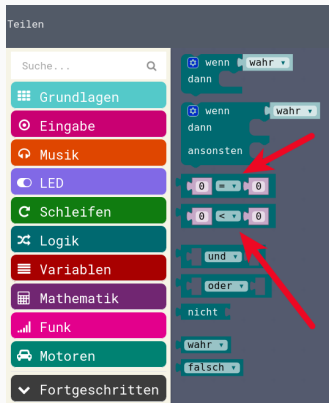 Teilen
Suche...
Grundlagen
Eingabe
Musik
LED
Schleifen
Logik
Variablen
Mathematik
Funk
Motoren
Fortgeschritten
wenn wahr
dann
wenn wahr
dann
ansonsten
0 = 0
0 < 0
und
oder
nicht
wahr
falsch